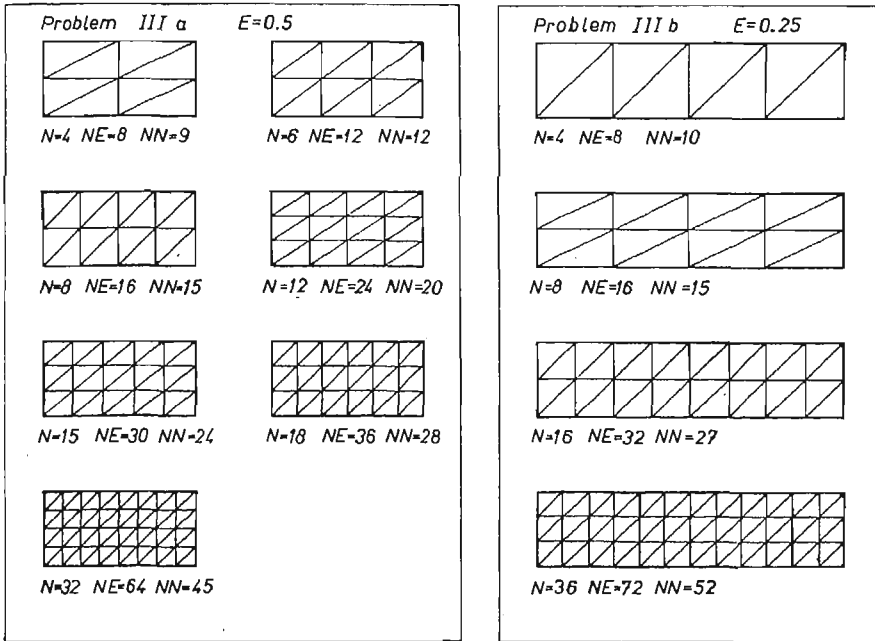 Problem III a E=0.5
N=4 NE=8 NN=9
N=6 NE=12 NN=12
N=8 NE=16 NN=15
N=12 NE=24 NN=20
N=15 NE=30 NN=24
N=18 NE=36 NN=28
N=32 NE=64 NN=45
Problem III b E=0.25
N=4 NE=8 NN=10
N=8 NE=16 NN=15
N=16 NE=32 NN=27
N=36 NE=72 NN=52